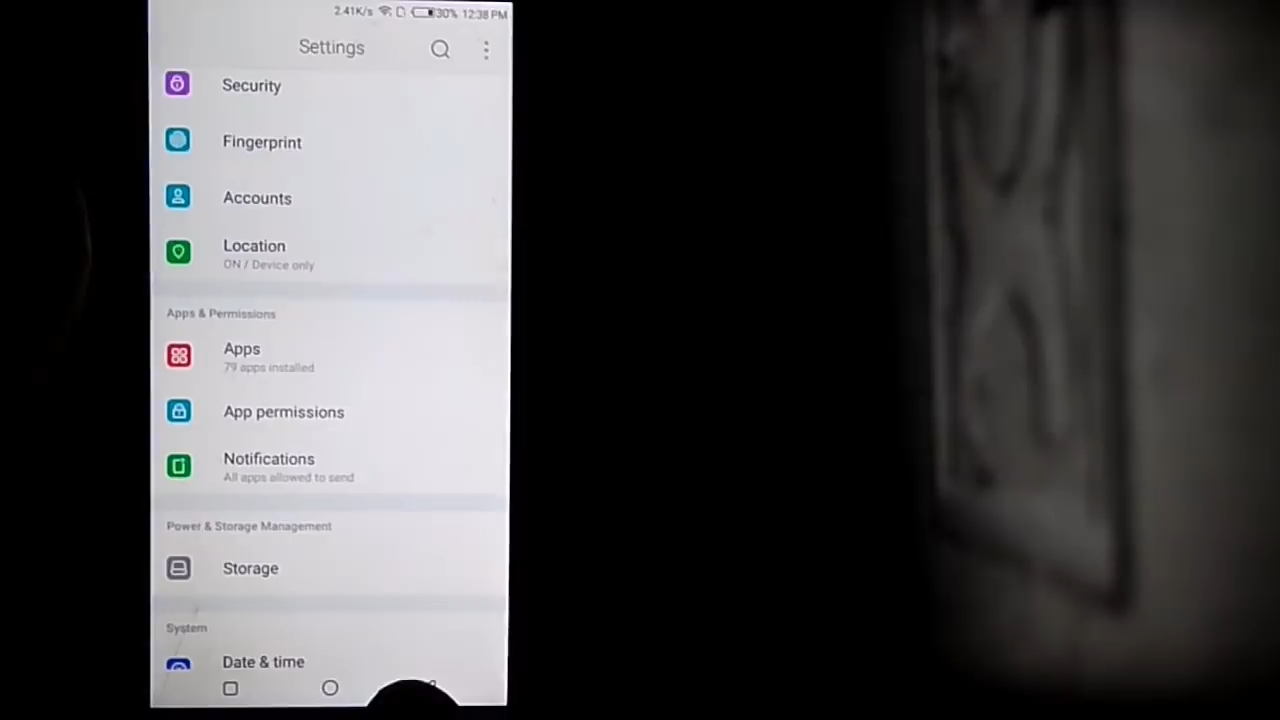 2.41K/s 30% 12:38 PM
Settings
Security
Fingerprint
Accounts
Location
ON / Device only
Apps & Permissions
Apps
79 apps installed
App permissions
Notifications
All apps allowed to send
Power & Storage Management
Storage
System
Date & time